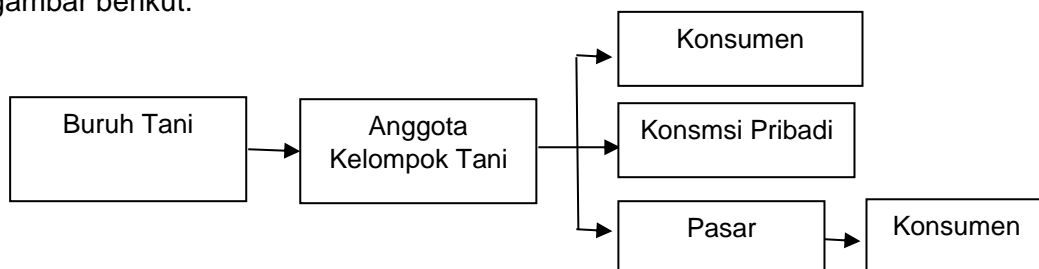 gambar berikut.
Konsumen
Buruh Tani
Anggota
Kelompok Tani
Konsmsi Pribadi
Pasar
Konsumen